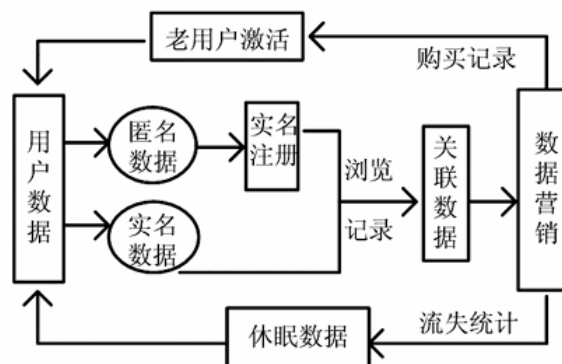 老用户激活
购买记录
用户数据
匿名
数据
实名
注册
浏览
记录
关联数据
数据营销
实名
数据
休眠数据
流失统计